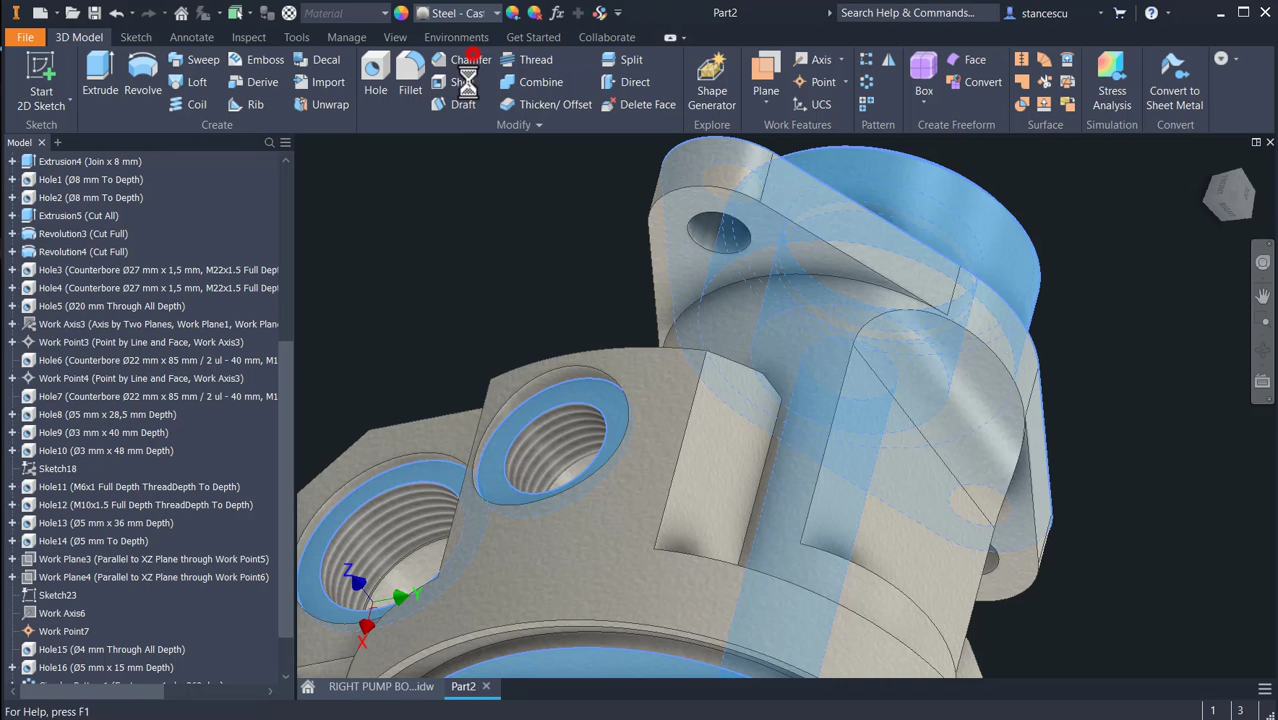 Material
Steel - Cast
fx
Part2
Search Help & Commands...
stancescu
File
3D Model
Sketch
Annotate
Inspect
Tools
Manage
View
Environments
Get Started
Collaborate
Start
2D Sketch
Sketch
Extrude
Revolve
Sweep
Loft
Coil
Emboss
Derive
Rib
Decal
Import
Unwrap
Create
Hole
Fillet
Chamfer
Draft
Thread
Combine
Thicken/ Offset
Split
Direct
Delete Face
Modify
Shape
Generator
Explore
Plane
Axis
Point
UCS
Work Features
Pattern
Box
Face
Convert
Create Freeform
Surface
Stress
Analysis
Simulation
Convert to
Sheet Metal
Convert
Model
Extrusion4 (Join x 8 mm)
Hole1 (Ø8 mm To Depth)
Hole2 (Ø8 mm To Depth)
Extrusion5 (Cut All)
Revolution3 (Cut Full)
Revolution4 (Cut Full)
Hole3 (Counterbore Ø27 mm x 1,5 mm, M22x1.5 Full Dept
Hole4 (Counterbore Ø27 mm x 1,5 mm, M22x1.5 Full Dept
Hole5 (Ø20 mm Through All Depth)
Work Axis3 (Axis by Two Planes, Work Plane1, Work Plane
Work Point3 (Point by Line and Face, Work Axis3)
Hole6 (Counterbore Ø22 mm x 85 mm / 2 ul - 40 mm, M1
Work Point4 (Point by Line and Face, Work Axis3)
Hole7 (Counterbore Ø22 mm x 85 mm / 2 ul - 40 mm, M1
Hole8 (Ø5 mm x 28,5 mm Depth)
Hole9 (Ø3 mm x 40 mm Depth)
Hole10 (Ø3 mm x 48 mm Depth)
Sketch18
Hole11 (M6x1 Full Depth ThreadDepth To Depth)
Hole12 (M10x1.5 Full Depth ThreadDepth To Depth)
Hole13 (Ø5 mm x 36 mm Depth)
Hole14 (Ø5 mm To Depth)
Work Plane3 (Parallel to XZ Plane through Work Point5)
Work Plane4 (Parallel to XZ Plane through Work Point6)
Sketch23
Work Axis6
Work Point7
Hole15 (Ø4 mm Through All Depth)
Hole16 (Ø5 mm x 15 mm Depth)
Z
Y
X
RIGHT PUMP BO...idw
Part2
For Help, press F1
1
3